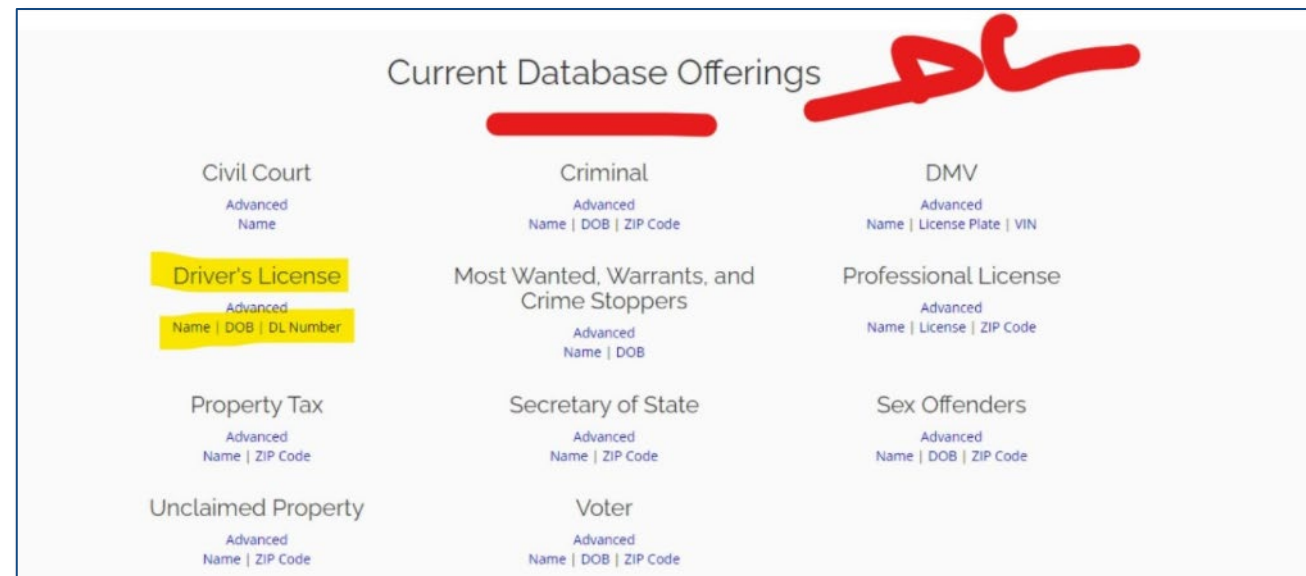 Current Database Offerings
DC
Civil Court
Advanced
Name
Criminal
Advanced
Name | DOB | ZIP Code
DMV
Advanced
Name | License Plate | VIN
Driver's License
Advanced
Name | DOB | DL Number
Most Wanted, Warrants, and
Crime Stoppers
Advanced
Name | DOB
Professional License
Advanced
Name | License | ZIP Code
Property Tax
Advanced
Name | ZIP Code
Secretary of State
Advanced
Name | ZIP Code
Sex Offenders
Advanced
Name | DOB | ZIP Code
Unclaimed Property
Advanced
Name | ZIP Code
Voter
Advanced
Name | DOB | ZIP Code